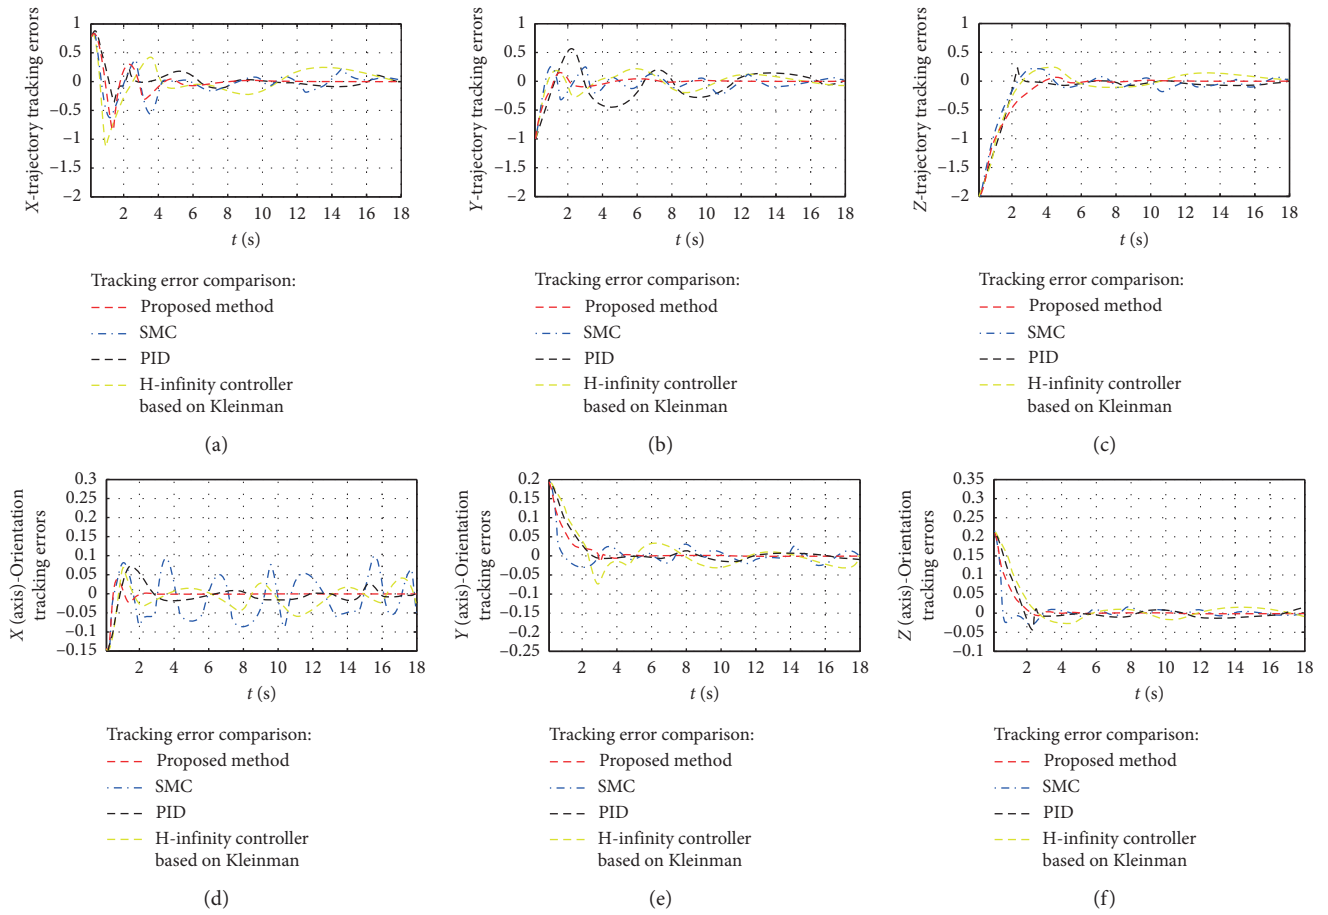 X-trajectory tracking errors
1
0.5
0
−0.5
−1
−1.5
−2
2 4 6 8 10 12 14 16 18
t (s)
Tracking error comparison:
Proposed method
SMC
PID
H-infinity controller
based on Kleinman
(a)
Y-trajectory tracking errors
1
0.5
0
−0.5
−1
−1.5
−2
2 4 6 8 10 12 14 16 18
t (s)
Tracking error comparison:
Proposed method
SMC
PID
H-infinity controller
based on Kleinman
(b)
Z-trajectory tracking errors
1
0.5
0
−0.5
−1
−1.5
−2
2 4 6 8 10 12 14 16 18
t (s)
Tracking error comparison:
Proposed method
SMC
PID
H-infinity controller
based on Kleinman
(c)
X (axis)-Orientation
tracking errors
0.3
0.25
0.2
0.15
0.1
0.05
0
−0.05
−0.1
−0.15
2 4 6 8 10 12 14 16 18
t (s)
Tracking error comparison:
Proposed method
SMC
PID
H-infinity controller
based on Kleinman
(d)
Y (axis)-Orientation
tracking errors
0.2
0.15
0.1
0.05
0
−0.05
−0.1
−0.15
−0.2
−0.25
2 4 6 8 10 12 14 16 18
t (s)
Tracking error comparison:
Proposed method
SMC
PID
H-infinity controller
based on Kleinman
(e)
Z (axis)-Orientation
tracking errors
0.35
0.3
0.25
0.2
0.15
0.1
0.05
0
−0.05
−0.1
2 4 6 8 10 12 14 16 18
t (s)
Tracking error comparison:
Proposed method
SMC
PID
H-infinity controller
based on Kleinman
(f)